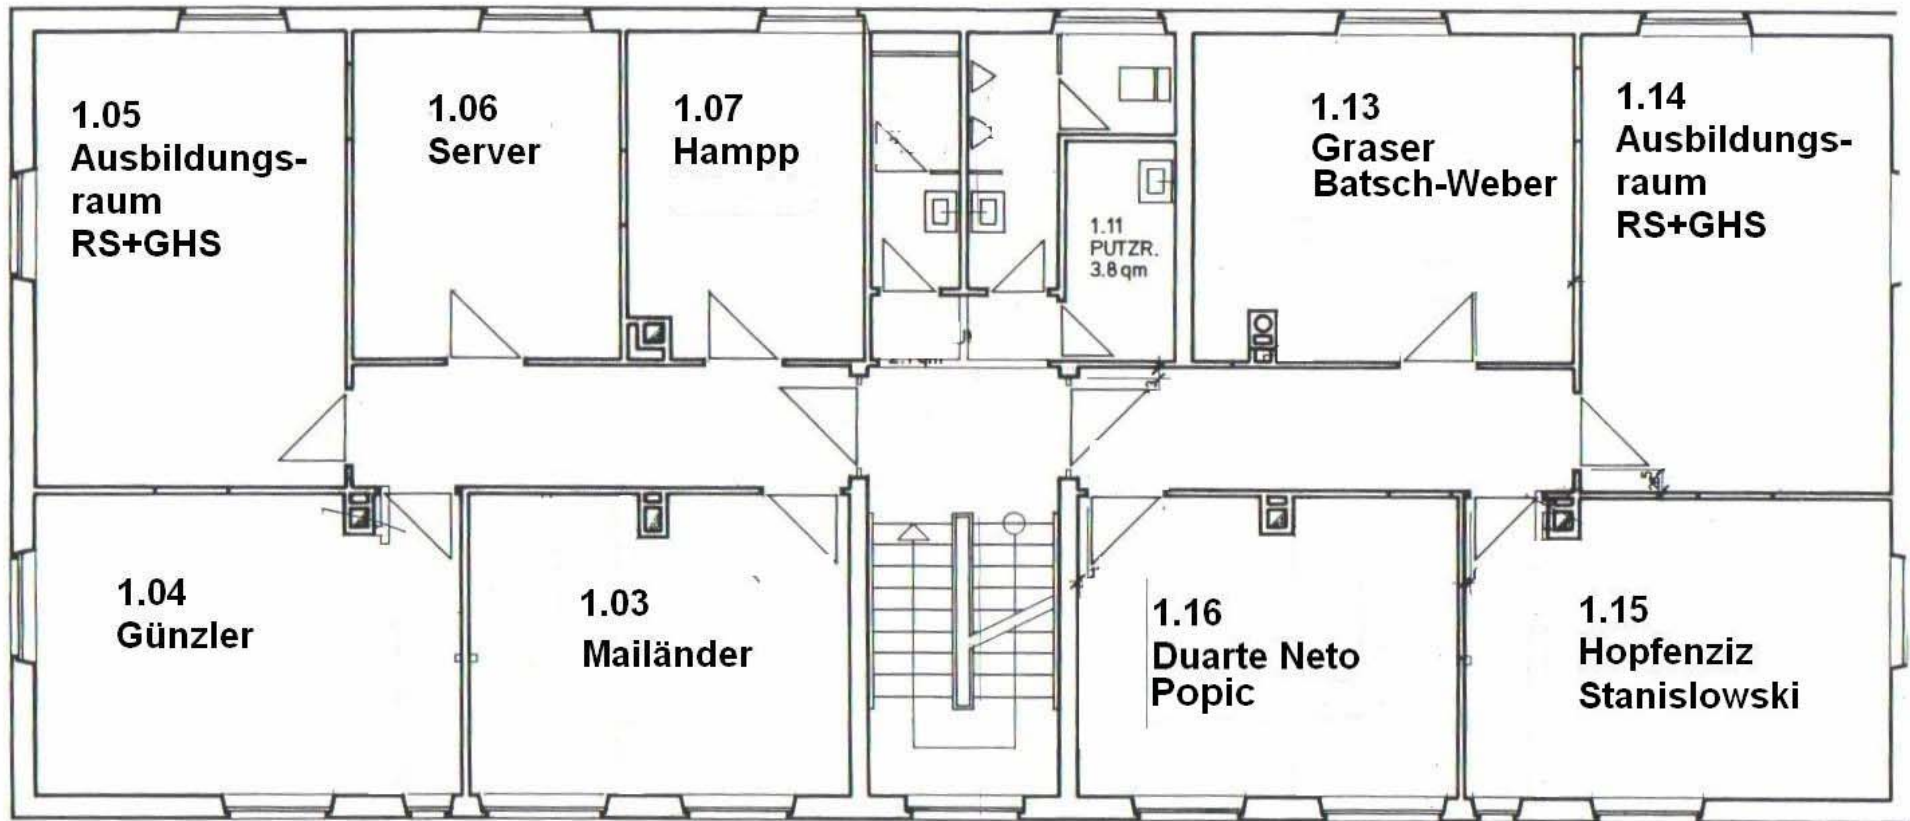 1.05
Ausbildungs-
raum
RS+GHS
1.06
Server
1.07
Hampp
1.11
PUTZR.
3.8 qm
1.13
Graser
Batsch-Weber
1.14
Ausbildungs-
raum
RS+GHS
1.04
Günzler
1.03
Mailänder
1.16
Duarte Neto
Popic
1.15
Hopfenziz
Stanislowski